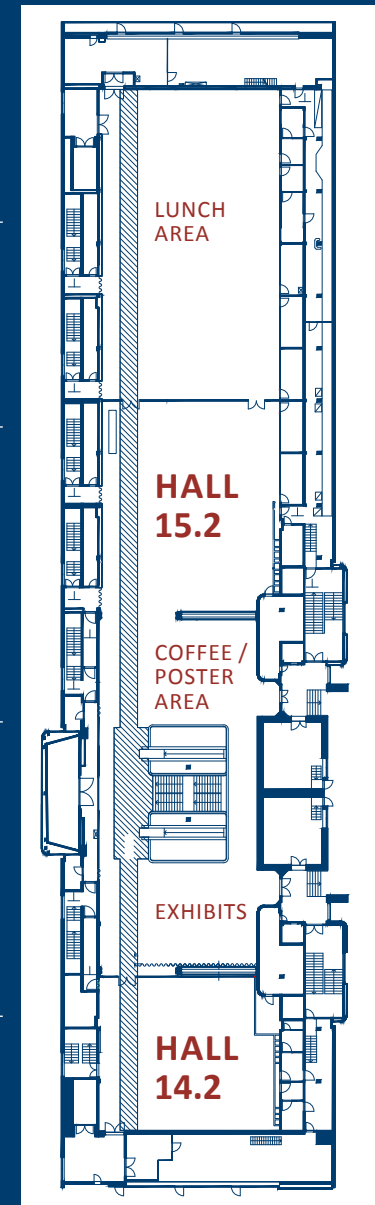 LUNCH
AREA
HALL
15.2
COFFEE /
POSTER
AREA
EXHIBITS
HALL
14.2